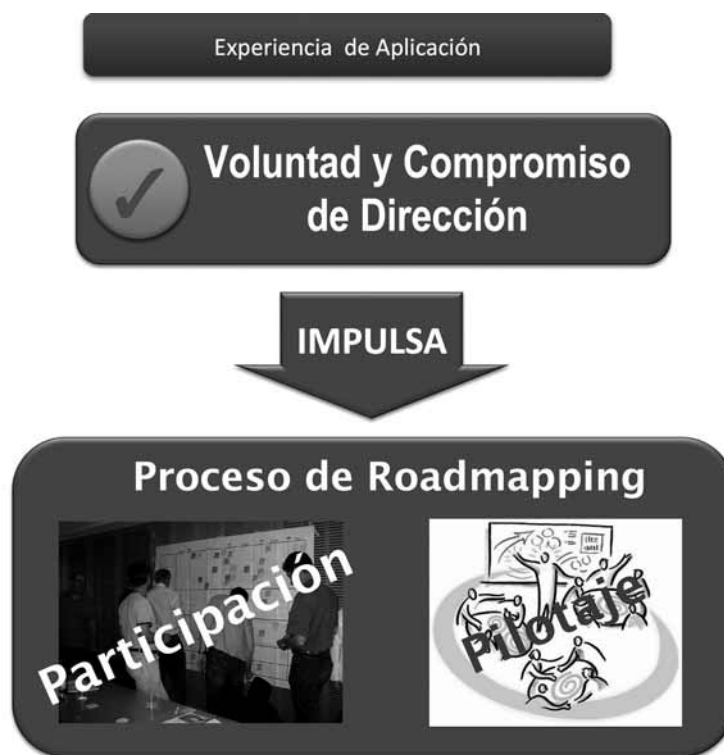 Experiencia de Aplicación
Voluntad y Compromiso
de Dirección
IMPULSA
Proceso de Roadmapping
Participación
Pilotaje